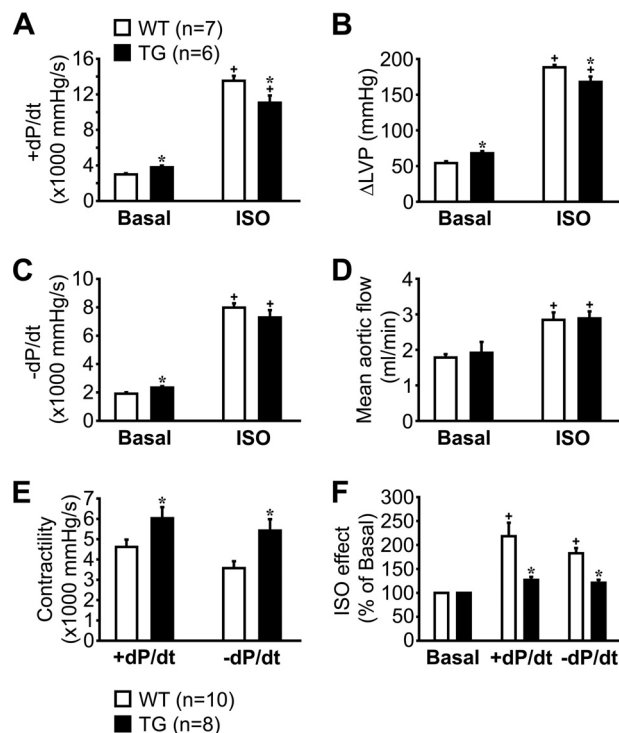 A
WT (n=7)
TG (n=6)
+dP/dt
(x1000 mmHg/s)
16
12
8
4
0
+
*
*
+
Basal
ISO
B
ΔLVP (mmHg)
200
150
100
50
0
+
*
*
+
Basal
ISO
C
-dP/dt
(x1000 mmHg/s)
10
8
6
4
2
0
+
+
*
Basal
ISO
D
Mean aortic flow
(ml/min)
4
3
2
1
0
+
+
Basal
ISO
E
Contractility
(x1000 mmHg/s)
7
6
5
4
3
2
1
0
*
*
+dP/dt
-dP/dt
WT (n=10)
TG (n=8)
F
ISO effect
(% of Basal)
300
250
200
150
100
50
0
+
*
+
*
Basal
+dP/dt
-dP/dt